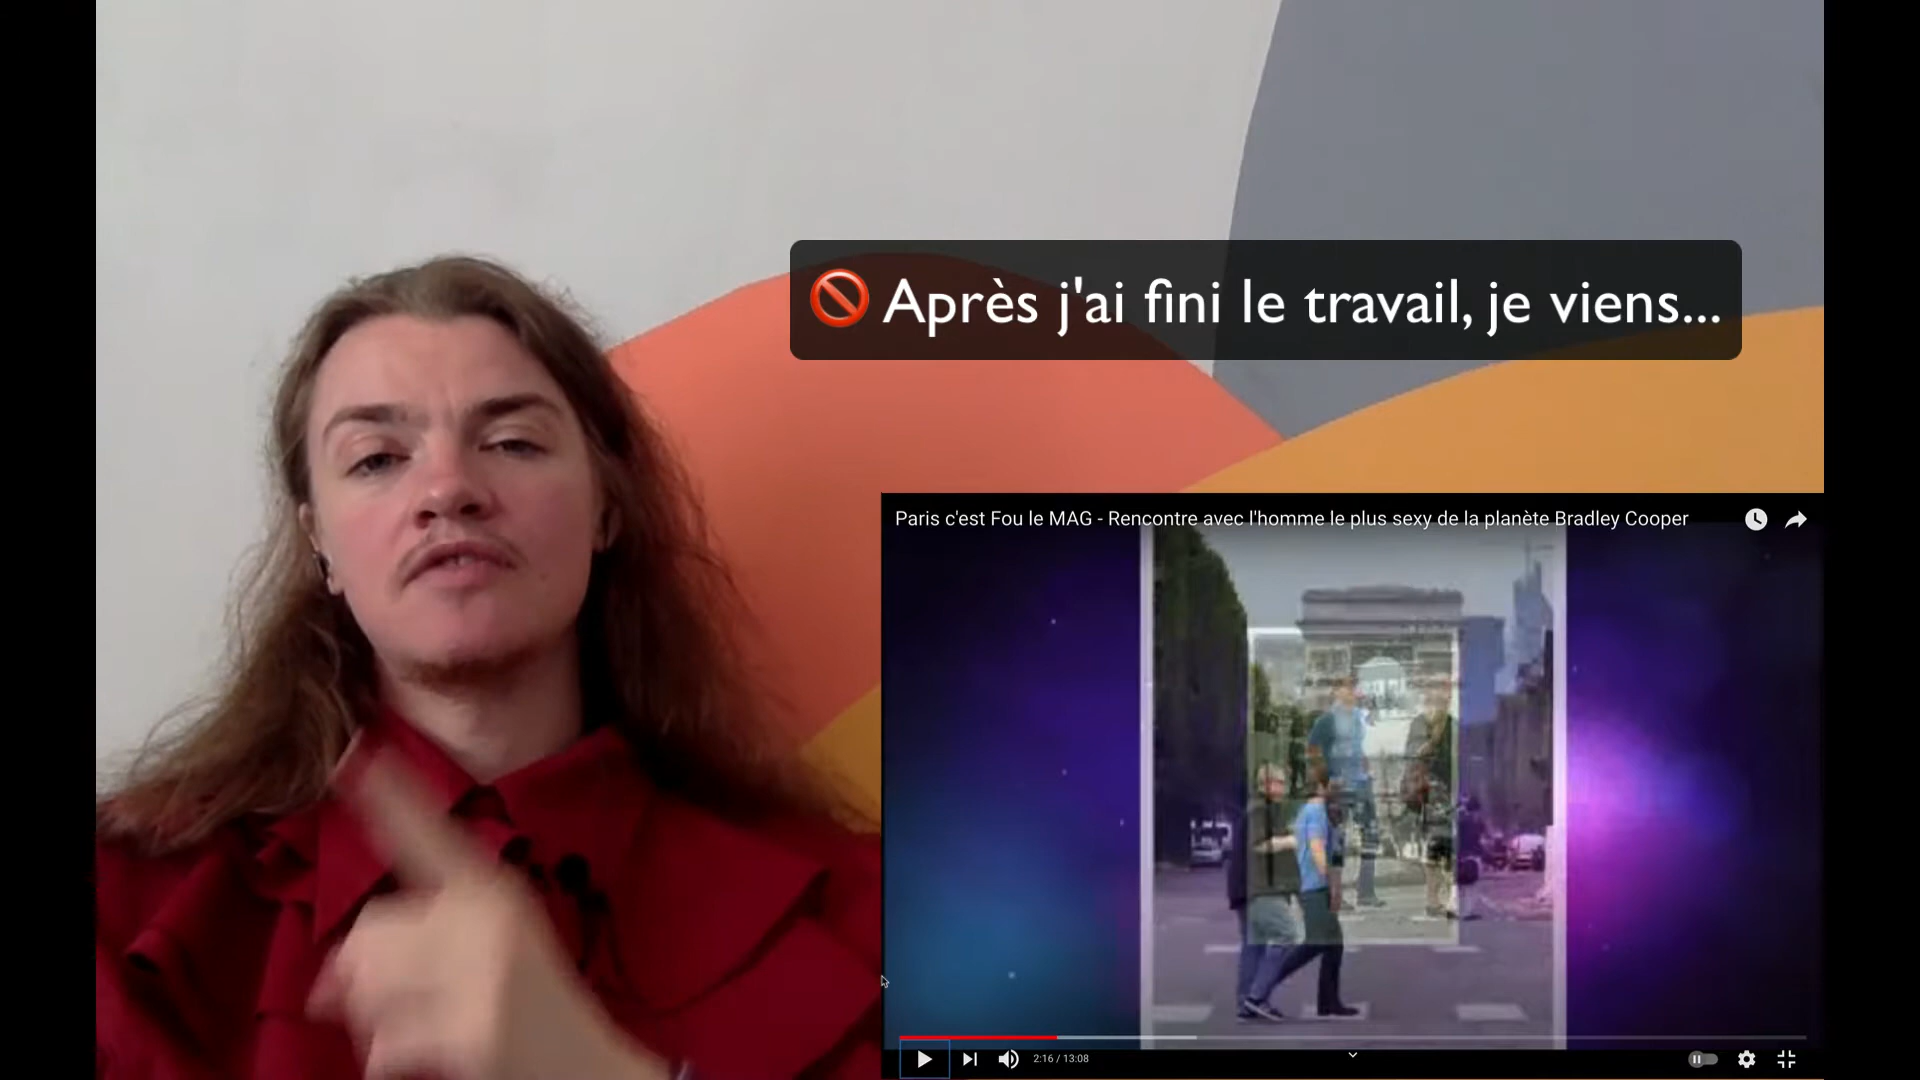 🚫 Après j'ai fini le travail, je viens...
Paris c'est Fou le MAG - Rencontre avec l'homme le plus sexy de la planète Bradley Cooper
2:16 / 13:08